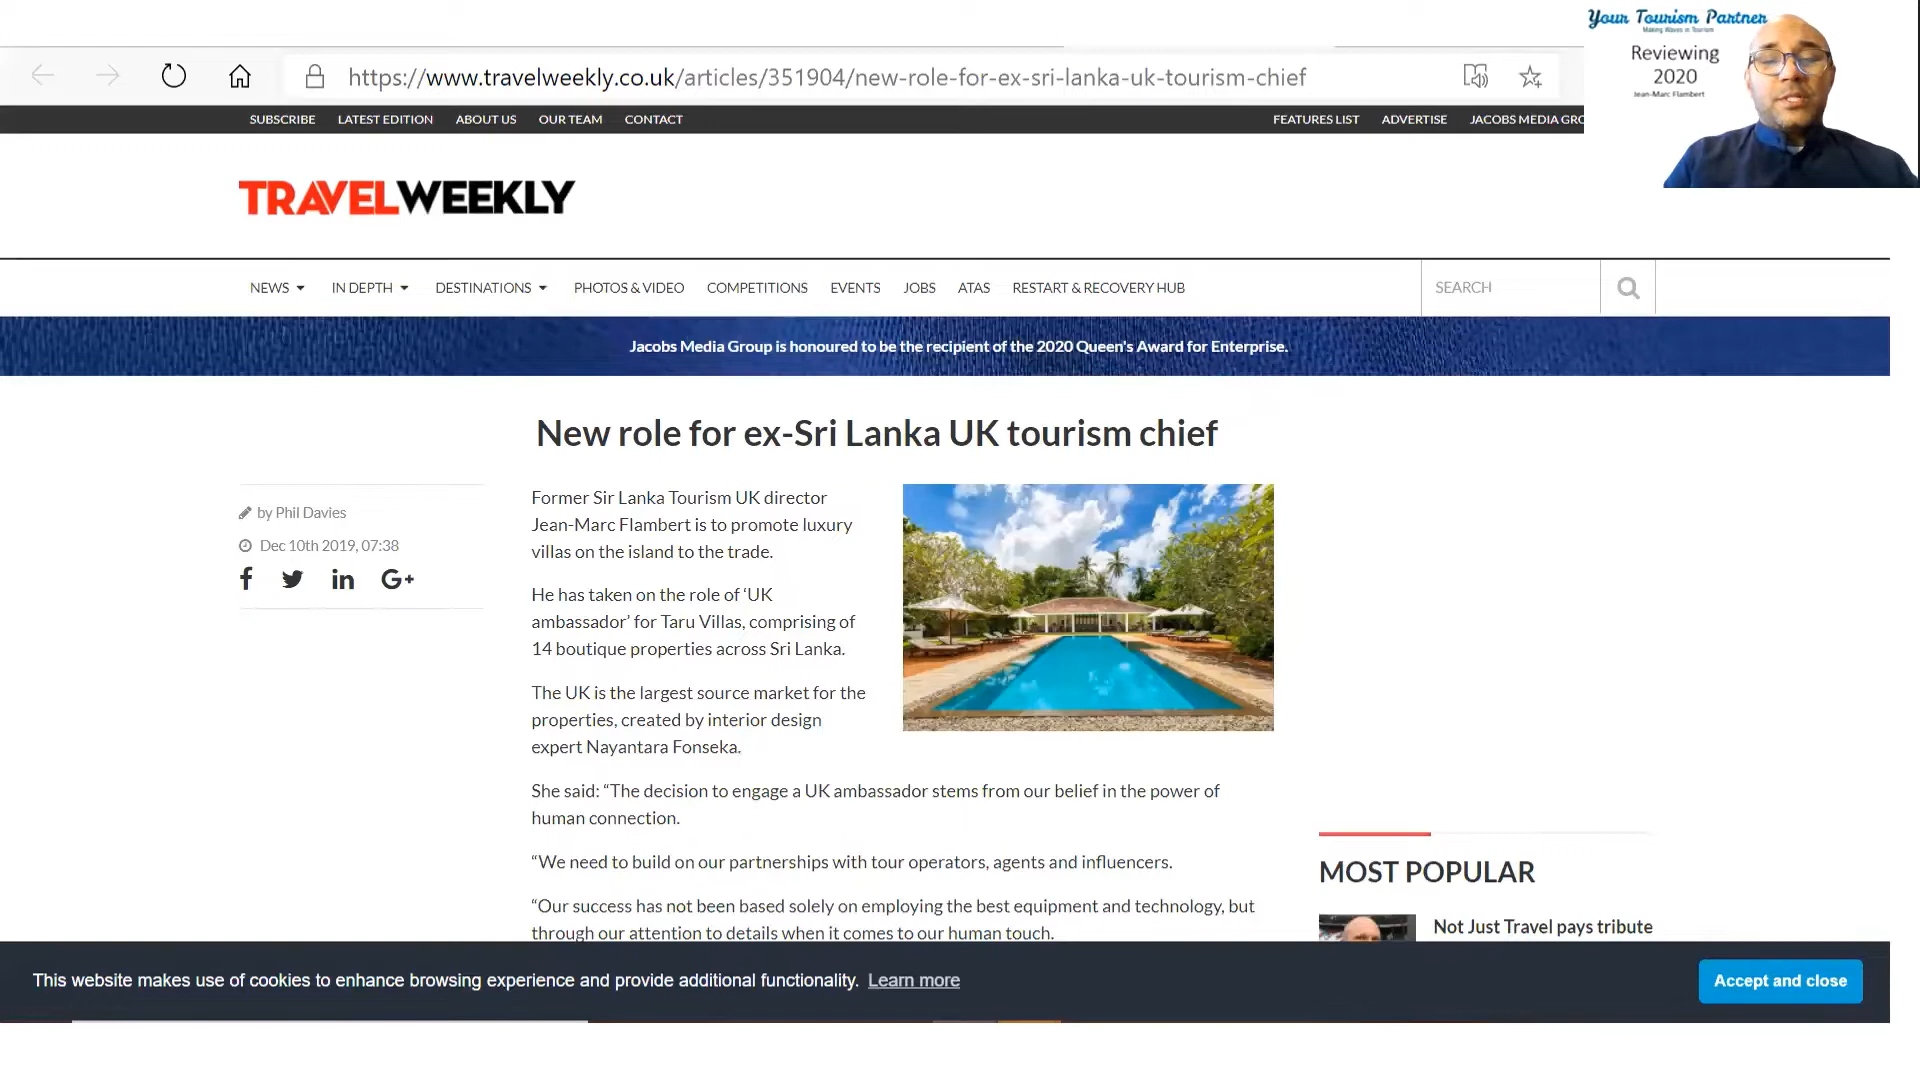 Your Tourism Partner
Making Waves in Tourism
Reviewing
2020
Jean-Marc Flambert
https://www.travelweekly.co.uk/articles/351904/new-role-for-ex-sri-lanka-uk-tourism-chief
SUBSCRIBE LATEST EDITION ABOUT US OUR TEAM CONTACT FEATURES LIST ADVERTISE JACOBS MEDIA GRO
TRAVELWEEKLY
NEWS IN DEPTH DESTINATIONS PHOTOS & VIDEO COMPETITIONS EVENTS JOBS ATAS RESTART & RECOVERY HUB SEARCH
Jacobs Media Group is honoured to be the recipient of the 2020 Queen's Award for Enterprise.
New role for ex-Sri Lanka UK tourism chief
by Phil Davies
Dec 10th 2019, 07:38
Former Sir Lanka Tourism UK director
Jean-Marc Flambert is to promote luxury
villas on the island to the trade.
He has taken on the role of ‘UK
ambassador’ for Taru Villas, comprising of
14 boutique properties across Sri Lanka.
The UK is the largest source market for the
properties, created by interior design
expert Nayantara Fonseka.
She said: “The decision to engage a UK ambassador stems from our belief in the power of
human connection.
“We need to build on our partnerships with tour operators, agents and influencers.
“Our success has not been based solely on employing the best equipment and technology, but
through our attention to details when it comes to our human touch.
MOST POPULAR
Not Just Travel pays tribute
This website makes use of cookies to enhance browsing experience and provide additional functionality. Learn more
Accept and close